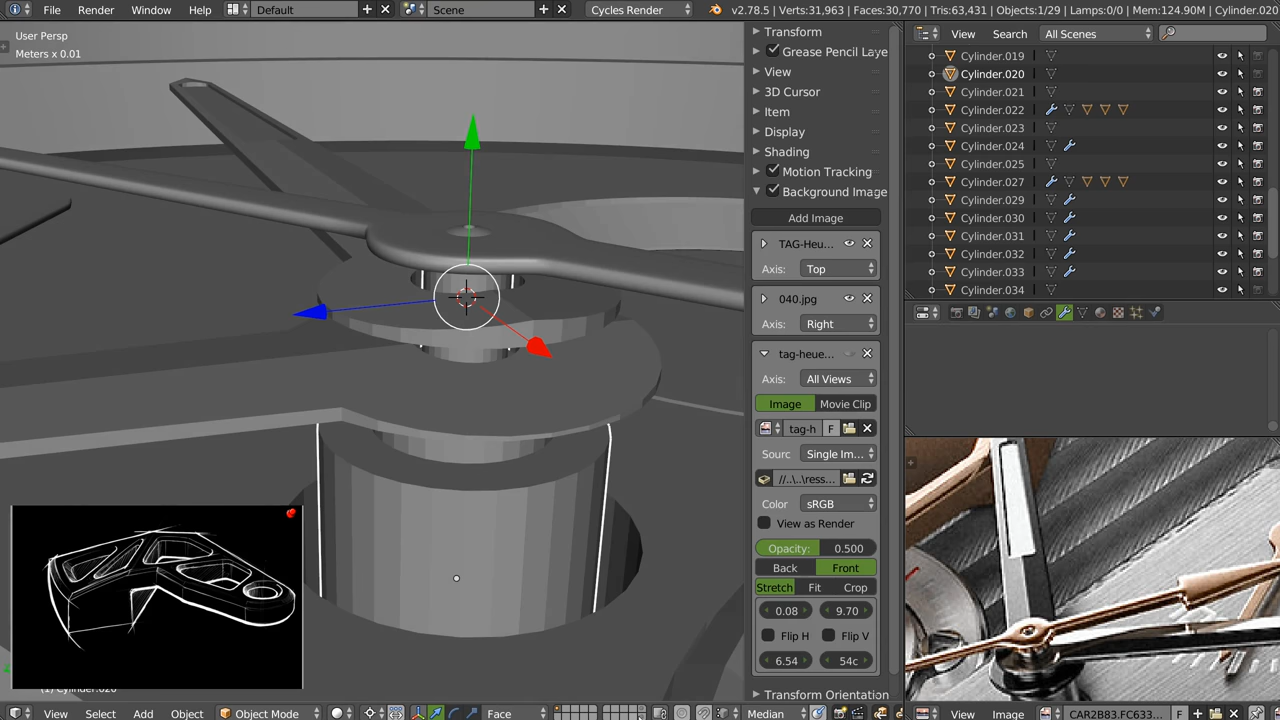 File Render Window Help Default Scene Cycles Render v2.78.5 | Verts:31,963 | Faces:30,770 | Tris:63,431 | Objects:1/29 | Lamps:0/0 | Mem:124.90M | Cylinder.020
User Persp
Meters x 0.01
Transform
Grease Pencil Laye
View
3D Cursor
Item
Display
Shading
Motion Tracking
Background Image
Add Image
TAG-Heu...
Axis: Top
040.jpg
Axis: Right
tag-heue...
Axis: All Views
Image Movie Clip
tag-h F
Sourc Single Im...
//..\..\ress...
Color sRGB
View as Render
Opacity: 0.500
Back Front
Stretch Fit Crop
0.08 9.70
Flip H Flip V
6.54 54c
Transform Orientation
View Search All Scenes
Cylinder.019
Cylinder.020
Cylinder.021
Cylinder.022
Cylinder.023
Cylinder.024
Cylinder.025
Cylinder.027
Cylinder.029
Cylinder.030
Cylinder.031
Cylinder.032
Cylinder.033
Cylinder.034
View Select Add Object Object Mode Face Median
View Image CAR2B83.FC633... F